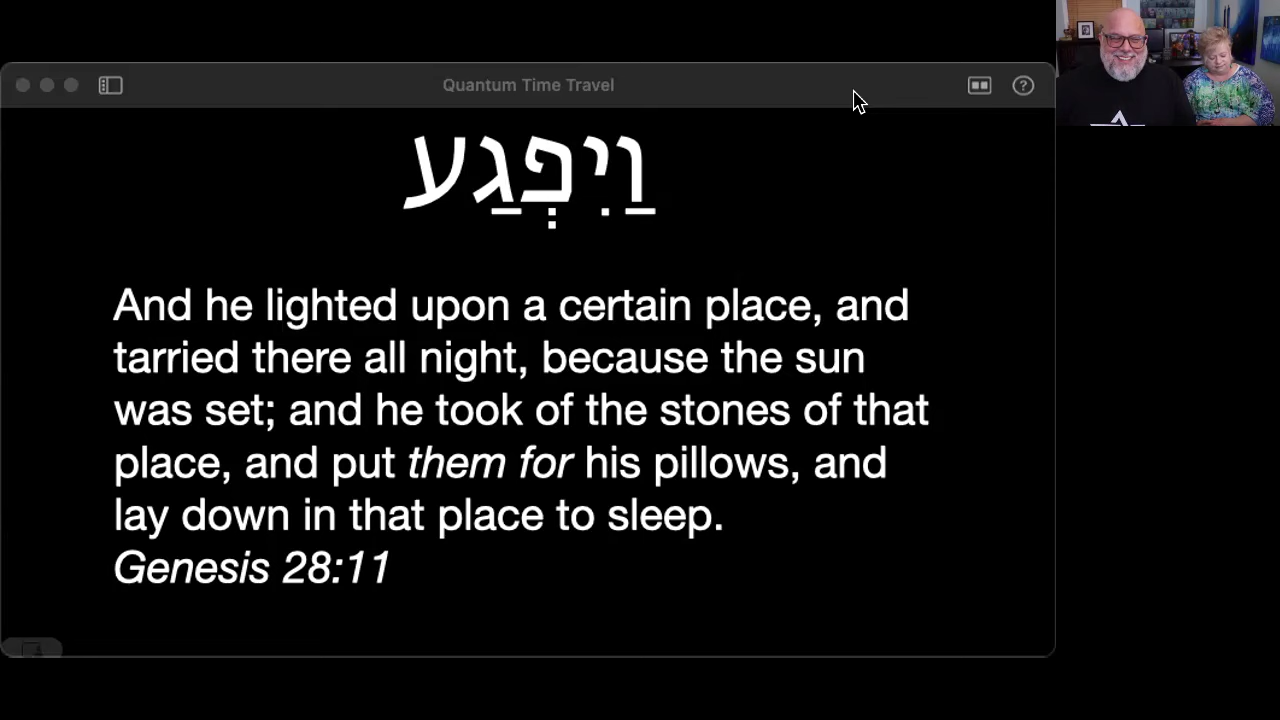 Quantum Time Travel
וַיִּפְגַּע
And he lighted upon a certain place, and
tarried there all night, because the sun
was set; and he took of the stones of that
place, and put them for his pillows, and
lay down in that place to sleep.
Genesis 28:11